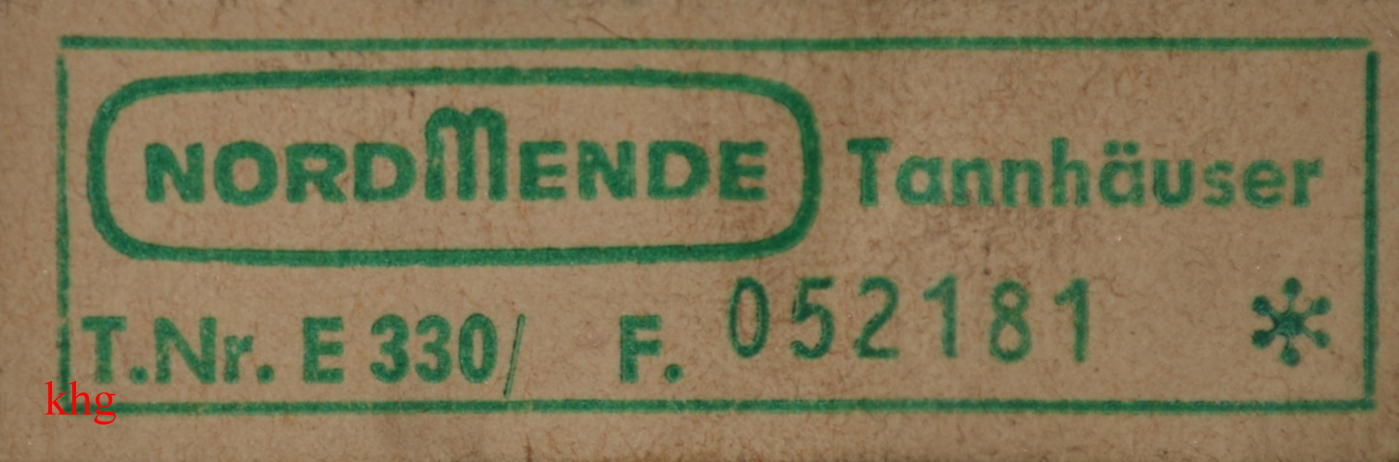 NORDMENDE Tannhäuser
T.Nr. E 330/ F. 052181 *
khg